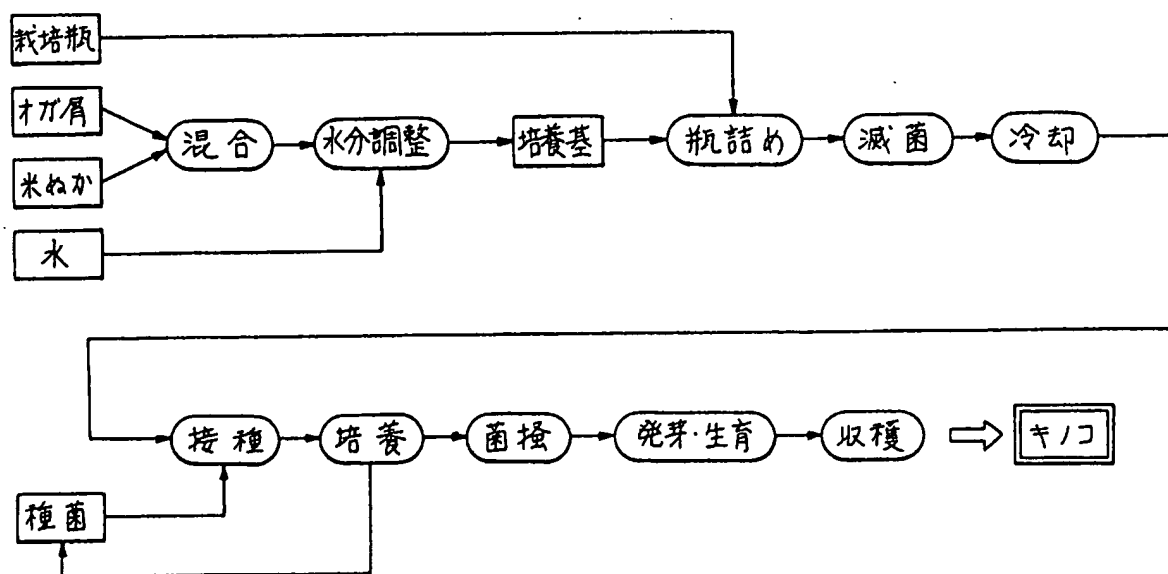 栽培瓶
オガ屑
米ぬか
水
混合
水分調整
培養基
瓶詰め
滅菌
冷却
接種
種菌
培養
菌掻
発芽・生育
収穫
キノコ